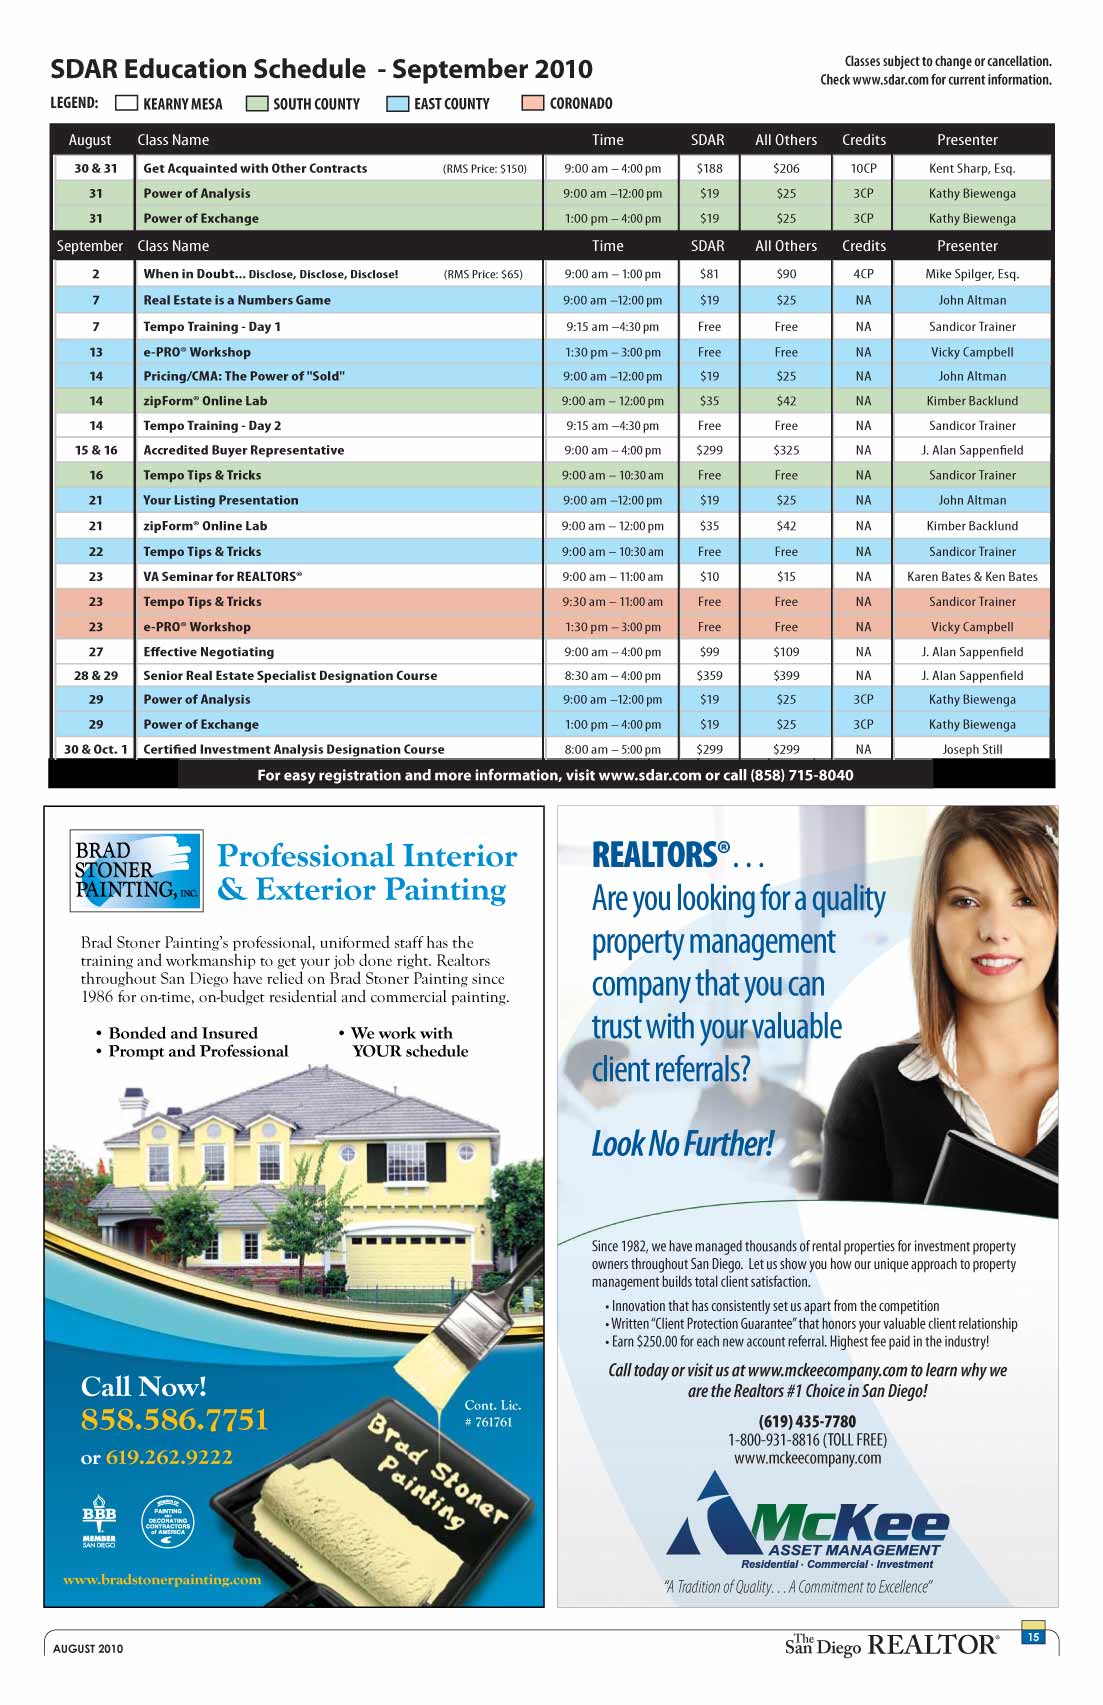 SDAR Education Schedule - September 2010
Classes subject to change or cancellation.
Check www.sdar.com for current information.
LEGEND: KEARNY MESA SOUTH COUNTY EAST COUNTY CORONADO
August Class Name Time SDAR All Others Credits Presenter
30 & 31 Get Acquainted with Other Contracts (RMS Price: $150) 9:00 am – 4:00 pm $188 $206 10CP Kent Sharp, Esq.
31 Power of Analysis 9:00 am –12:00 pm $19 $25 3CP Kathy Biewenga
31 Power of Exchange 1:00 pm – 4:00 pm $19 $25 3CP Kathy Biewenga
September Class Name Time SDAR All Others Credits Presenter
2 When in Doubt... Disclose, Disclose, Disclose! (RMS Price: $65) 9:00 am – 1:00 pm $81 $90 4CP Mike Spilger, Esq.
7 Real Estate is a Numbers Game 9:00 am –12:00 pm $19 $25 NA John Altman
7 Tempo Training - Day 1 9:15 am –4:30 pm Free Free NA Sandicor Trainer
13 e-PRO® Workshop 1:30 pm – 3:00 pm Free Free NA Vicky Campbell
14 Pricing/CMA: The Power of "Sold" 9:00 am –12:00 pm $19 $25 NA John Altman
14 zipForm® Online Lab 9:00 am – 12:00 pm $35 $42 NA Kimber Backlund
14 Tempo Training - Day 2 9:15 am –4:30 pm Free Free NA Sandicor Trainer
15 & 16 Accredited Buyer Representative 9:00 am – 4:00 pm $299 $325 NA J. Alan Sappenfield
16 Tempo Tips & Tricks 9:00 am – 10:30 am Free Free NA Sandicor Trainer
21 Your Listing Presentation 9:00 am –12:00 pm $19 $25 NA John Altman
21 zipForm® Online Lab 9:00 am – 12:00 pm $35 $42 NA Kimber Backlund
22 Tempo Tips & Tricks 9:00 am – 10:30 am Free Free NA Sandicor Trainer
23 VA Seminar for REALTORS® 9:00 am – 11:00 am $10 $15 NA Karen Bates & Ken Bates
23 Tempo Tips & Tricks 9:30 am – 11:00 am Free Free NA Sandicor Trainer
23 e-PRO® Workshop 1:30 pm – 3:00 pm Free Free NA Vicky Campbell
27 Effective Negotiating 9:00 am – 4:00 pm $99 $109 NA J. Alan Sappenfield
28 & 29 Senior Real Estate Specialist Designation Course 8:30 am – 4:00 pm $359 $399 NA J. Alan Sappenfield
29 Power of Analysis 9:00 am –12:00 pm $19 $25 3CP Kathy Biewenga
29 Power of Exchange 1:00 pm – 4:00 pm $19 $25 3CP Kathy Biewenga
30 & Oct. 1 Certified Investment Analysis Designation Course 8:00 am – 5:00 pm $299 $299 NA Joseph Still
For easy registration and more information, visit www.sdar.com or call (858) 715-8040
BRAD
STONER
PAINTING, INC.
Professional Interior
& Exterior Painting
Brad Stoner Painting's professional, uniformed staff has the
training and workmanship to get your job done right. Realtors
throughout San Diego have relied on Brad Stoner Painting since
1986 for on-time, on-budget residential and commercial painting.
• Bonded and Insured
• Prompt and Professional
• We work with
YOUR schedule
Call Now!
858.586.7751
or 619.262.9222
Cont. Lic.
# 761761
Brad Stoner
Painting
BBB
MEMBER
SAN DIEGO
MEMBER OF
PAINTING
AND
DECORATING
CONTRACTORS
of AMERICA
www.bradstonerpainting.com
REALTORS® . . .
Are you looking for a quality
property management
company that you can
trust with your valuable
client referrals?
Look No Further!
Since 1982, we have managed thousands of rental properties for investment property
owners throughout San Diego. Let us show you how our unique approach to property
management builds total client satisfaction.
• Innovation that has consistently set us apart from the competition
• Written "Client Protection Guarantee" that honors your valuable client relationship
• Earn $250.00 for each new account referral. Highest fee paid in the industry!
Call today or visit us at www.mckeecompany.com to learn why we
are the Realtors #1 Choice in San Diego!
(619) 435-7780
1-800-931-8816 (TOLL FREE)
www.mckeecompany.com
McKee
ASSET MANAGEMENT
Residential · Commercial · Investment
"A Tradition of Quality. . . A Commitment to Excellence"
AUGUST 2010
The San Diego REALTOR®
15